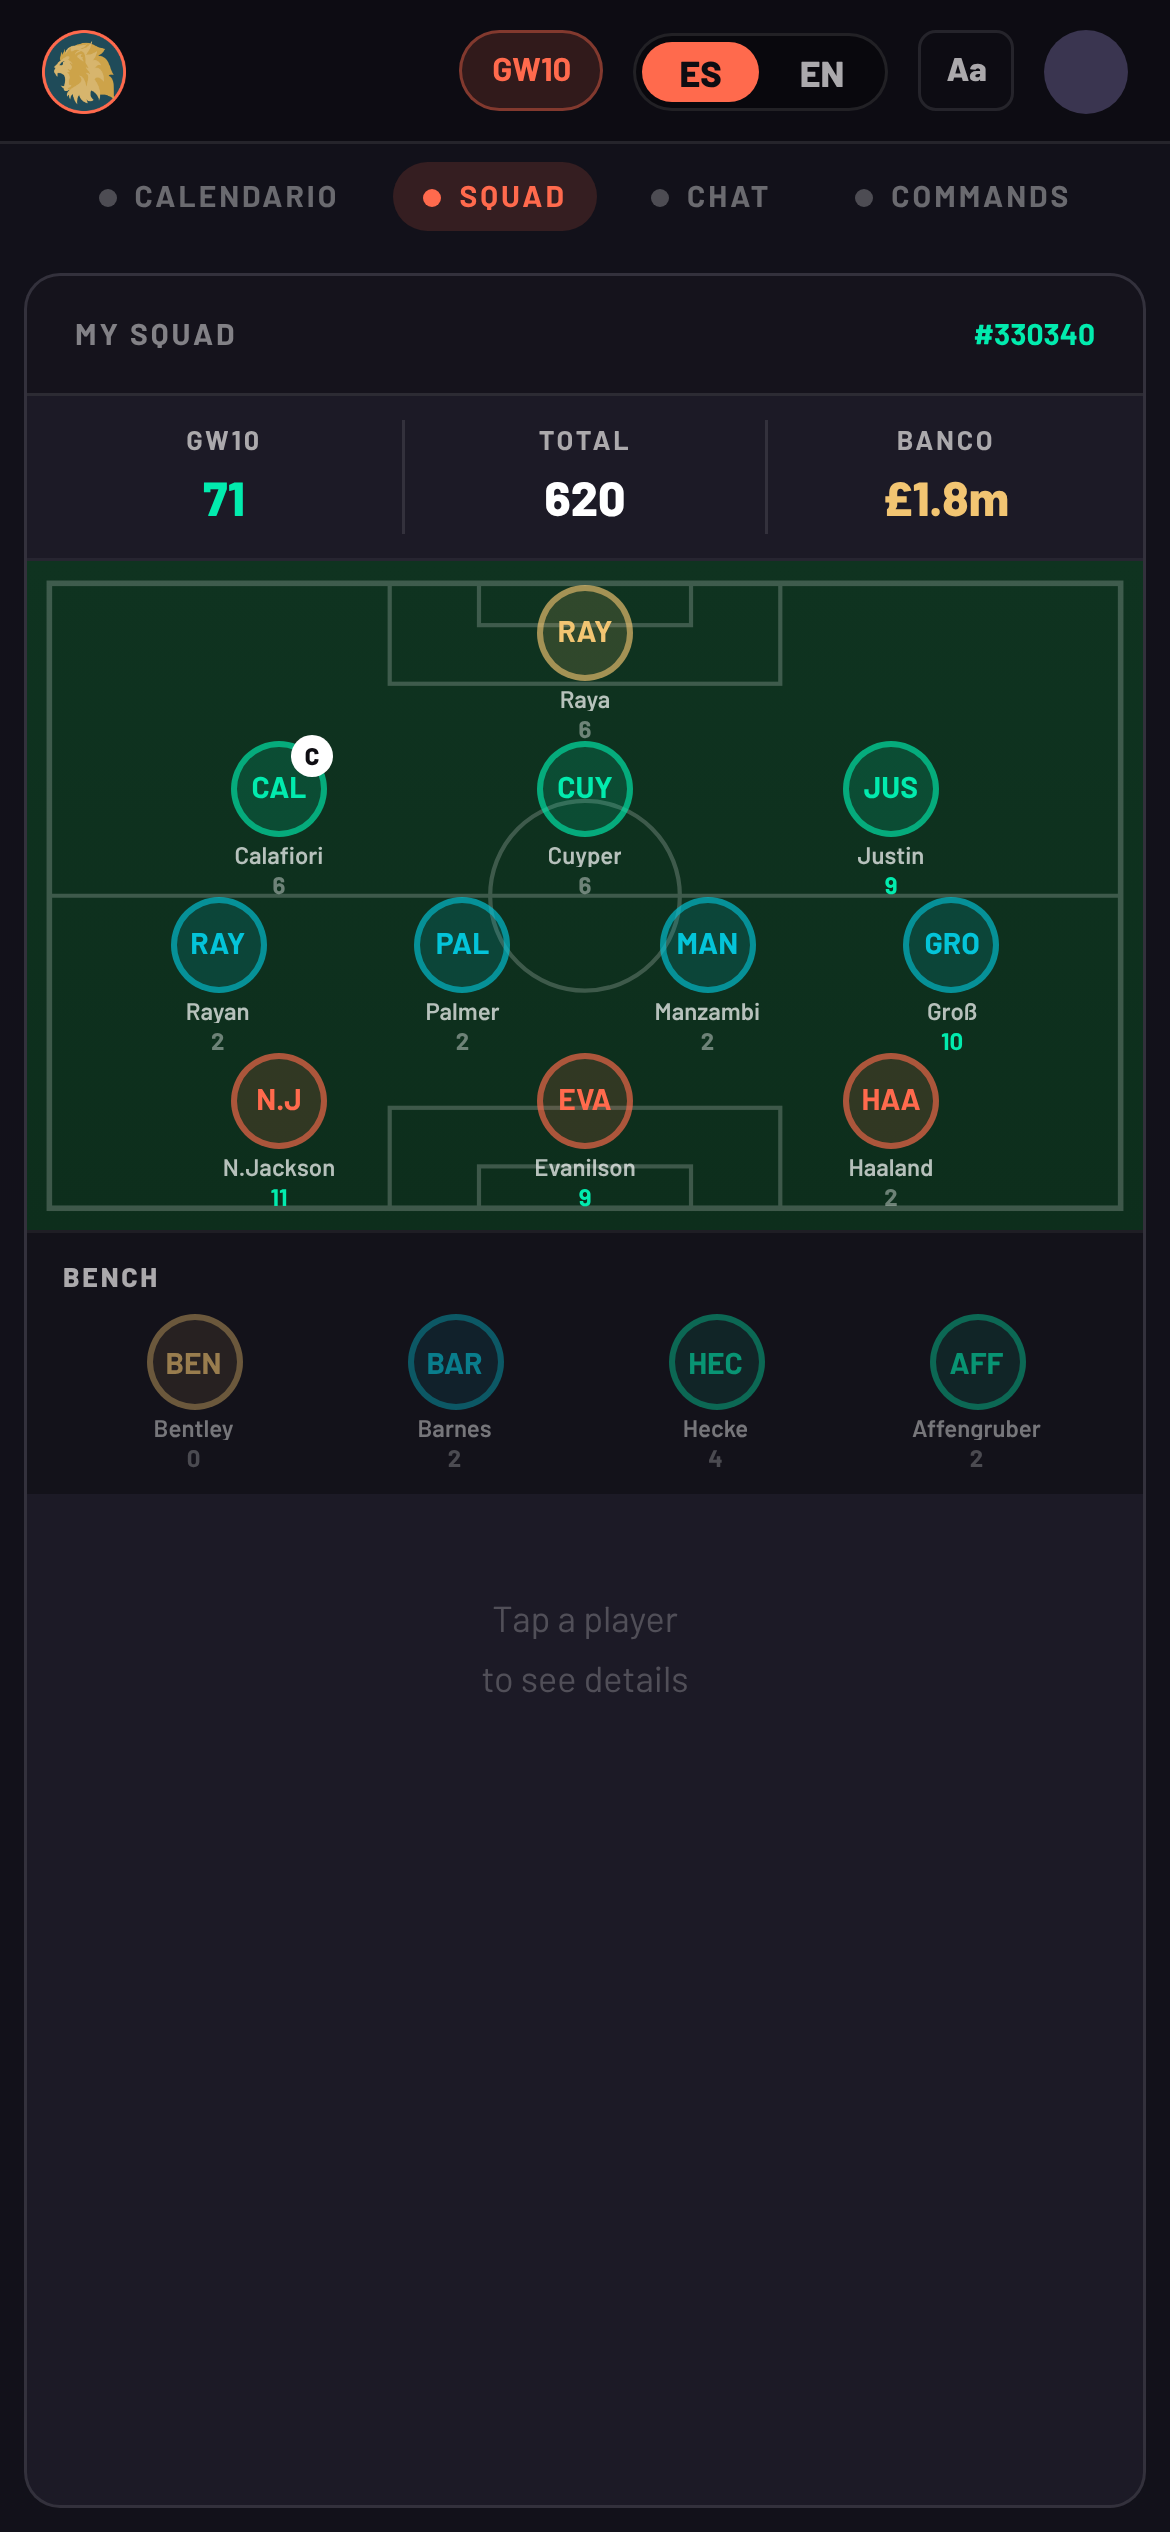 GW10 ES EN Aa
CALENDARIO SQUAD CHAT COMMANDS
MY SQUAD #330340
GW10 TOTAL BANCO
71 620 £1.8m
RAY
Raya
6
C
CAL CUY JUS
Calafiori Cuyper Justin
6 6 9
RAY PAL MAN GRO
Rayan Palmer Manzambi Groß
2 2 2 10
N.J EVA HAA
N.Jackson Evanilson Haaland
11 9 2
BENCH
BEN BAR HEC AFF
Bentley Barnes Hecke Affengruber
0 2 4 2
Tap a player
to see details